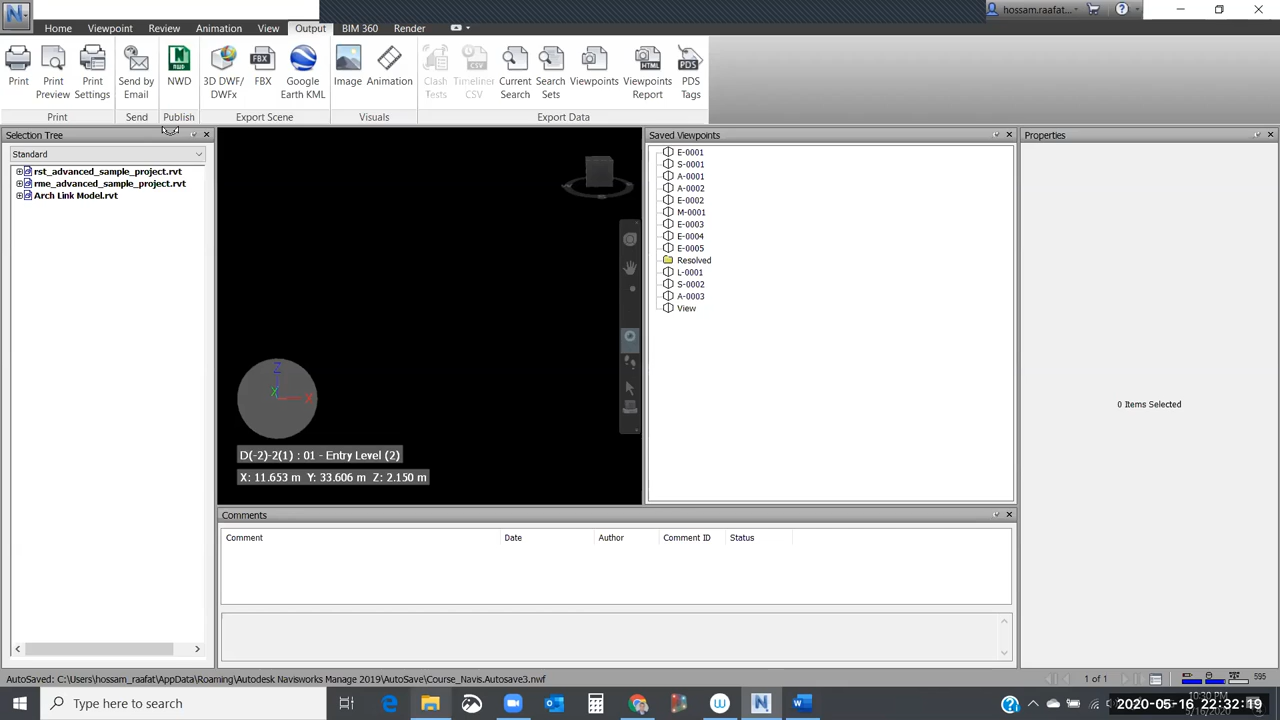 hossam.raafat...
Home Viewpoint Review Animation View Output BIM 360 Render
Print
Print Preview
Print Settings
Send by Email
NWD
3D DWF/ DWFx
FBX
Google Earth KML
Image
Animation
Clash Tests
Timeliner CSV
Current Search
Search Sets
Viewpoints
Viewpoints Report
PDS Tags
Print Send Publish Export Scene Visuals Export Data
Selection Tree
Standard
rst_advanced_sample_project.rvt
rme_advanced_sample_project.rvt
Arch Link Model.rvt
D(-2)-2(1) : 01 - Entry Level (2)
X: 11.653 m Y: 33.606 m Z: 2.150 m
Z
X
X
Saved Viewpoints
E-0001
S-0001
A-0001
A-0002
E-0002
M-0001
E-0003
E-0004
E-0005
Resolved
L-0001
S-0002
A-0003
View
Properties
0 Items Selected
Comments
Comment Date Author Comment ID Status
AutoSaved: C:\Users\hossam_raafat\AppData\Roaming\Autodesk Navisworks Manage 2019\AutoSave\Course_Navis.Autosave3.nwf
1 of 1
595
Type here to search
10:30 PM
2020-05-16 22:32:19